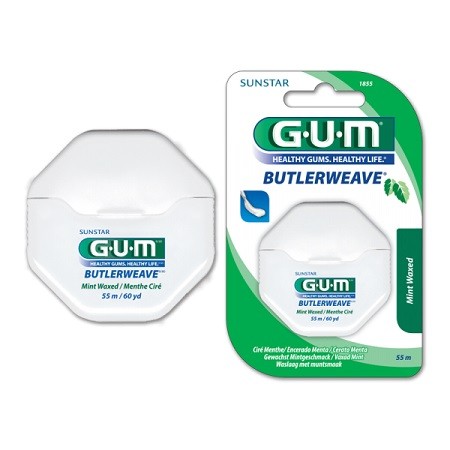 SUNSTAR
G·U·M
HEALTHY GUMS. HEALTHY LIFE.
BUTLERWEAVE
Mint Waxed / Menthe Ciré
55 m / 60 yd
SUNSTAR
1855
G·U·M®
HEALTHY GUMS. HEALTHY LIFE.®
BUTLERWEAVE®
SUNSTAR
G·U·M
HEALTHY GUMS. HEALTHY LIFE.
BUTLERWEAVE
Mint Waxed / Menthe Ciré
55 m / 60 yd
Mint Waxed
Ciré Menthe/ Encerado Menta / Cerato Menta
Gewachst Mintgeschmack / Vaxad Mint
Waslaag met muntsmaak
55 m